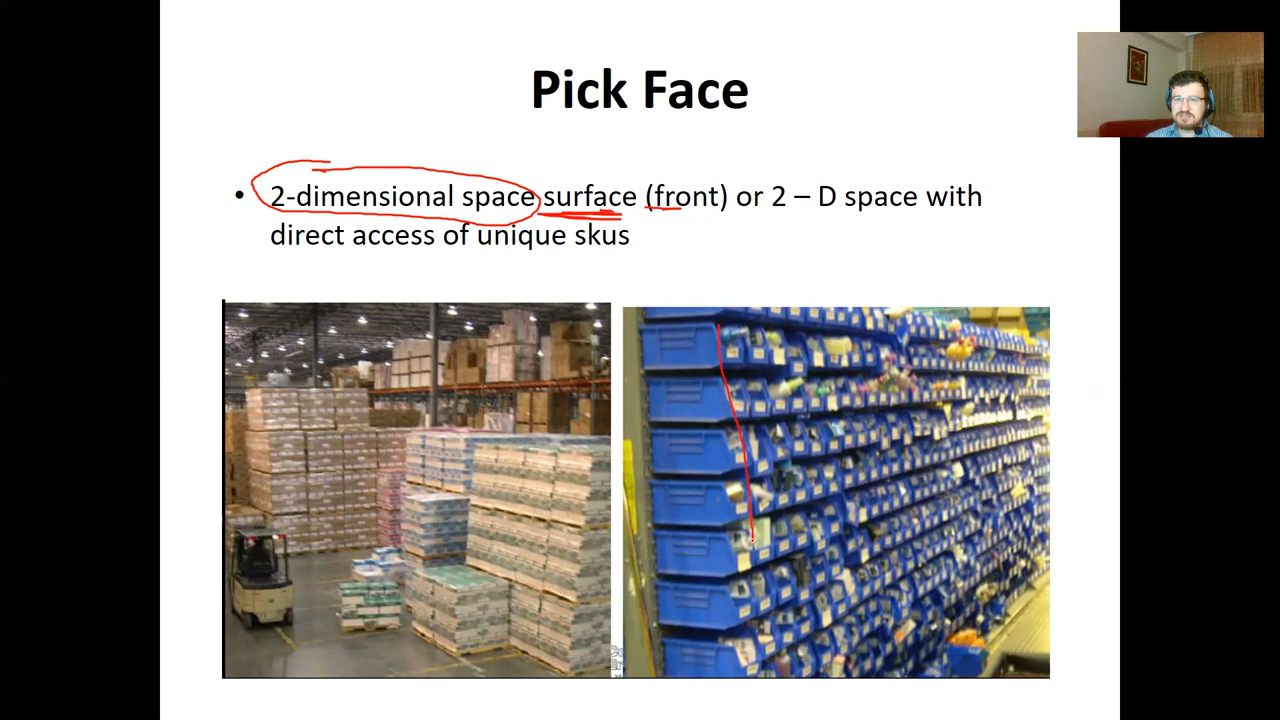 Pick Face
• 2-dimensional space surface (front) or 2 – D space with
direct access of unique skus